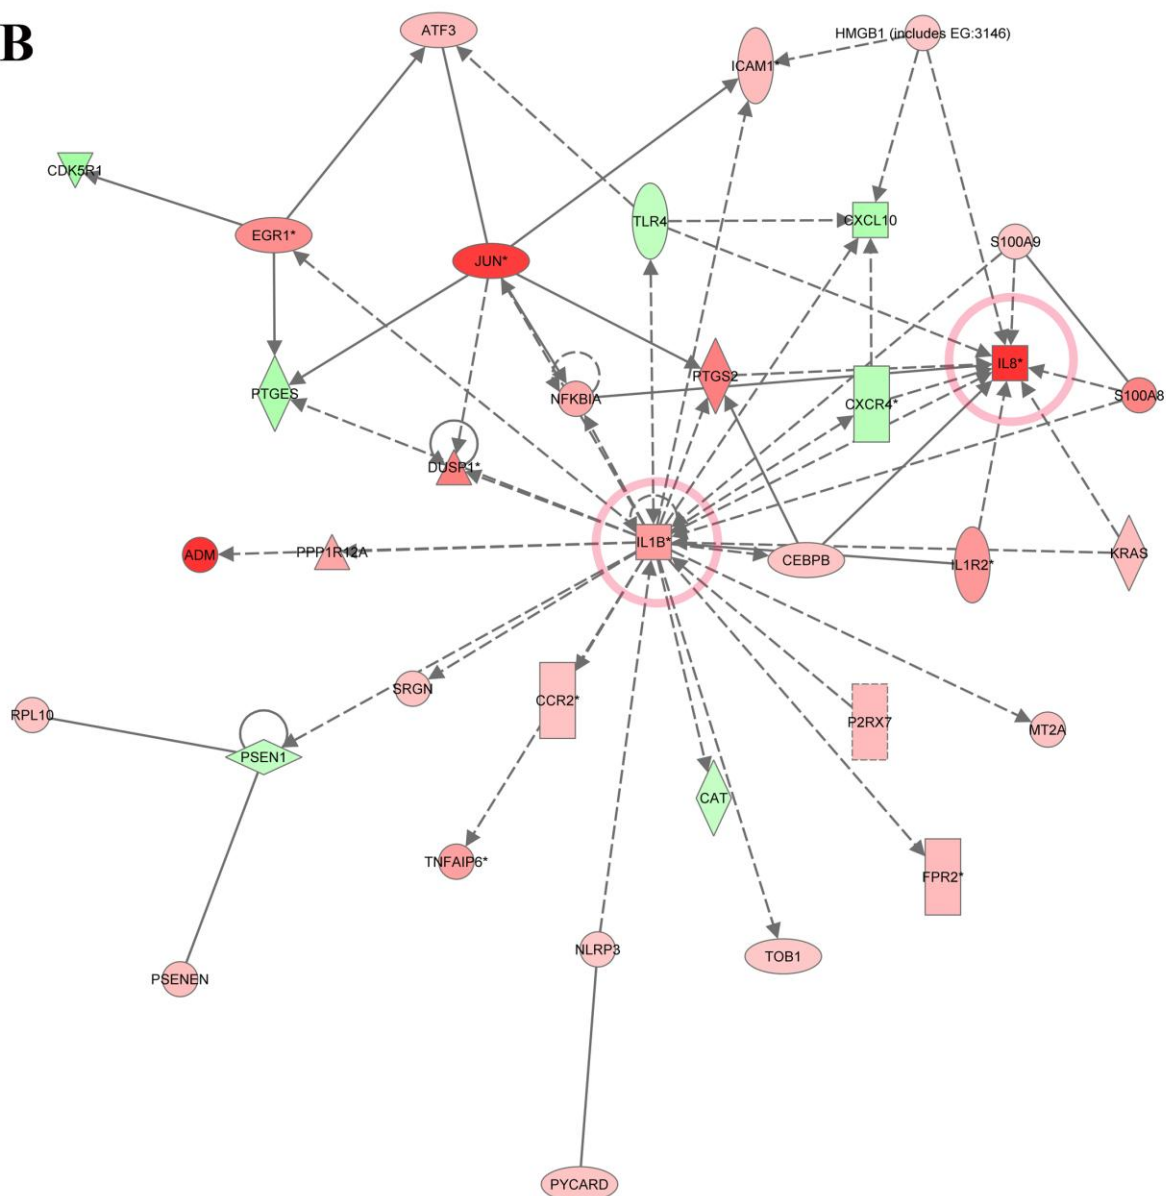 B
ATF3
HMGB1 (includes EG:3146)
ICAM1*
CDK5R1
EGR1*
TLR4
CXCL10
S100A9
JUN*
IL8*
PTGES
NFKBIA
PTGS2
CXCR4*
S100A8
DUSP1*
IL1B*
ADM
PPP1R12A
CEBPB
IL1R2*
KRAS
SRGN
CCR2*
RPL10
P2RX7
MT2A
PSEN1
CAT
TNFAIP6*
FPR2*
NLRP3
TOB1
PSENEN
PYCARD